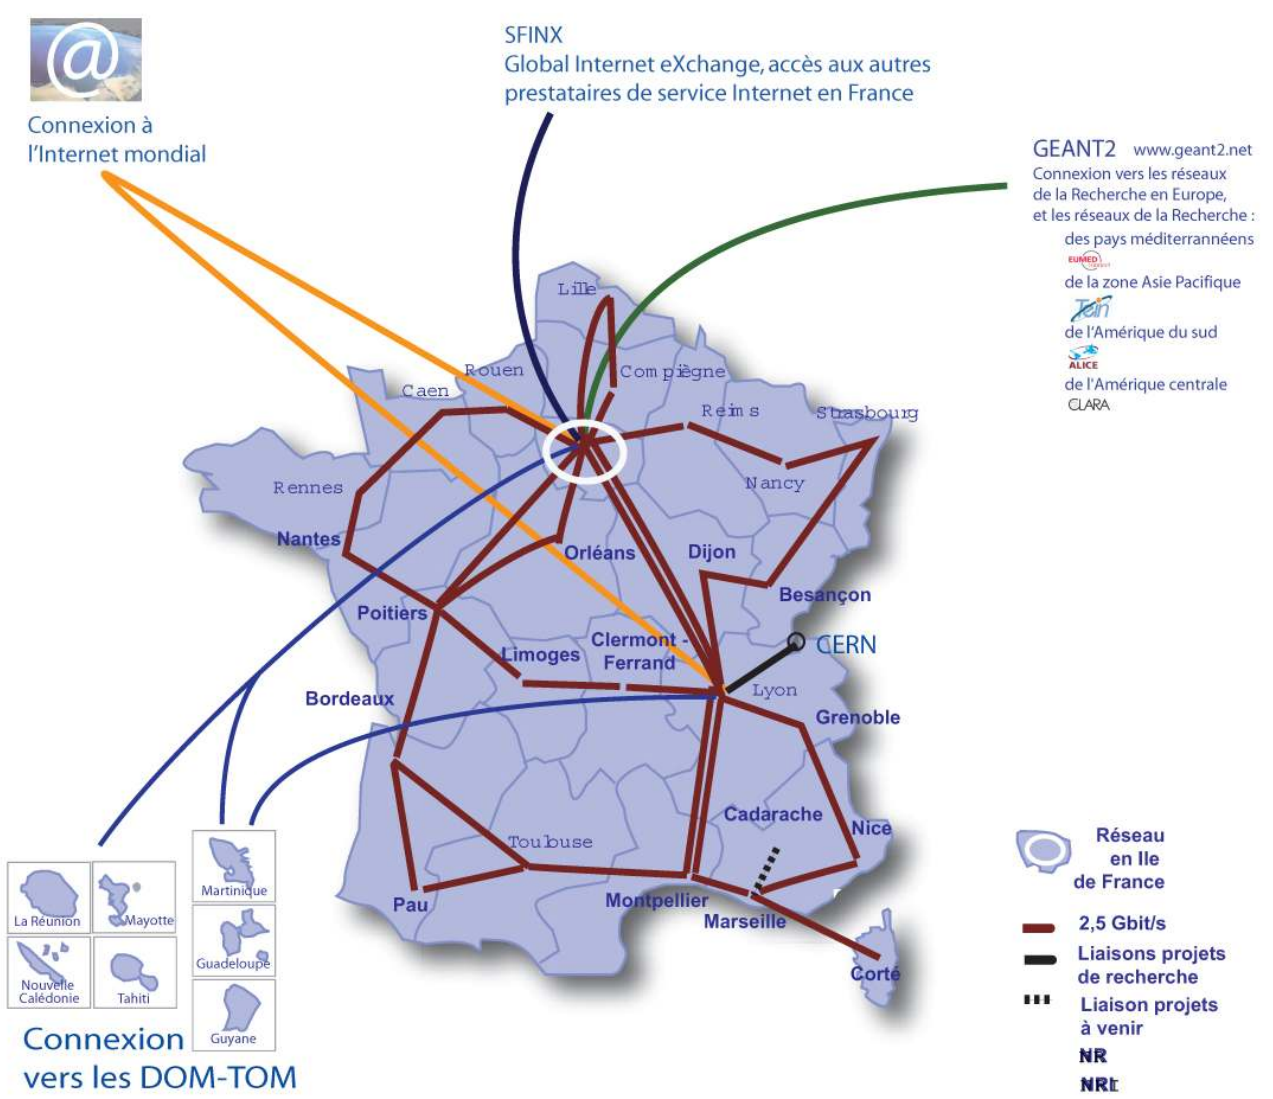 @
Connexion à
l'Internet mondial
SFINX
Global Internet eXchange, accès aux autres
prestataires de service Internet en France
GEANT2 www.geant2.net
Connexion vers les réseaux
de la Recherche en Europe,
et les réseaux de la Recherche :
des pays méditerrannéens
EUMED
de la zone Asie Pacifique
Tein
de l'Amérique du sud
ALICE
de l'Amérique centrale
CLARA
Lille
Rouen
Compiègne
Caen
Reims
Strasbourg
Rennes
Nancy
Nantes
Orléans
Dijon
Besançon
Poitiers
Clermont -
Ferrand
Limoges
CERN
Lyon
Bordeaux
Grenoble
Cadarache
Nice
Toulouse
Pau
Montpellier
Marseille
Corté
Martinique
La Réunion
Mayotte
Guadeloupe
Nouvelle
Calédonie
Tahiti
Guyane
Connexion
vers les DOM-TOM
Réseau
en Ile
de France
2,5 Gbit/s
Liaisons projets
de recherche
Liaison projets
à venir
NR